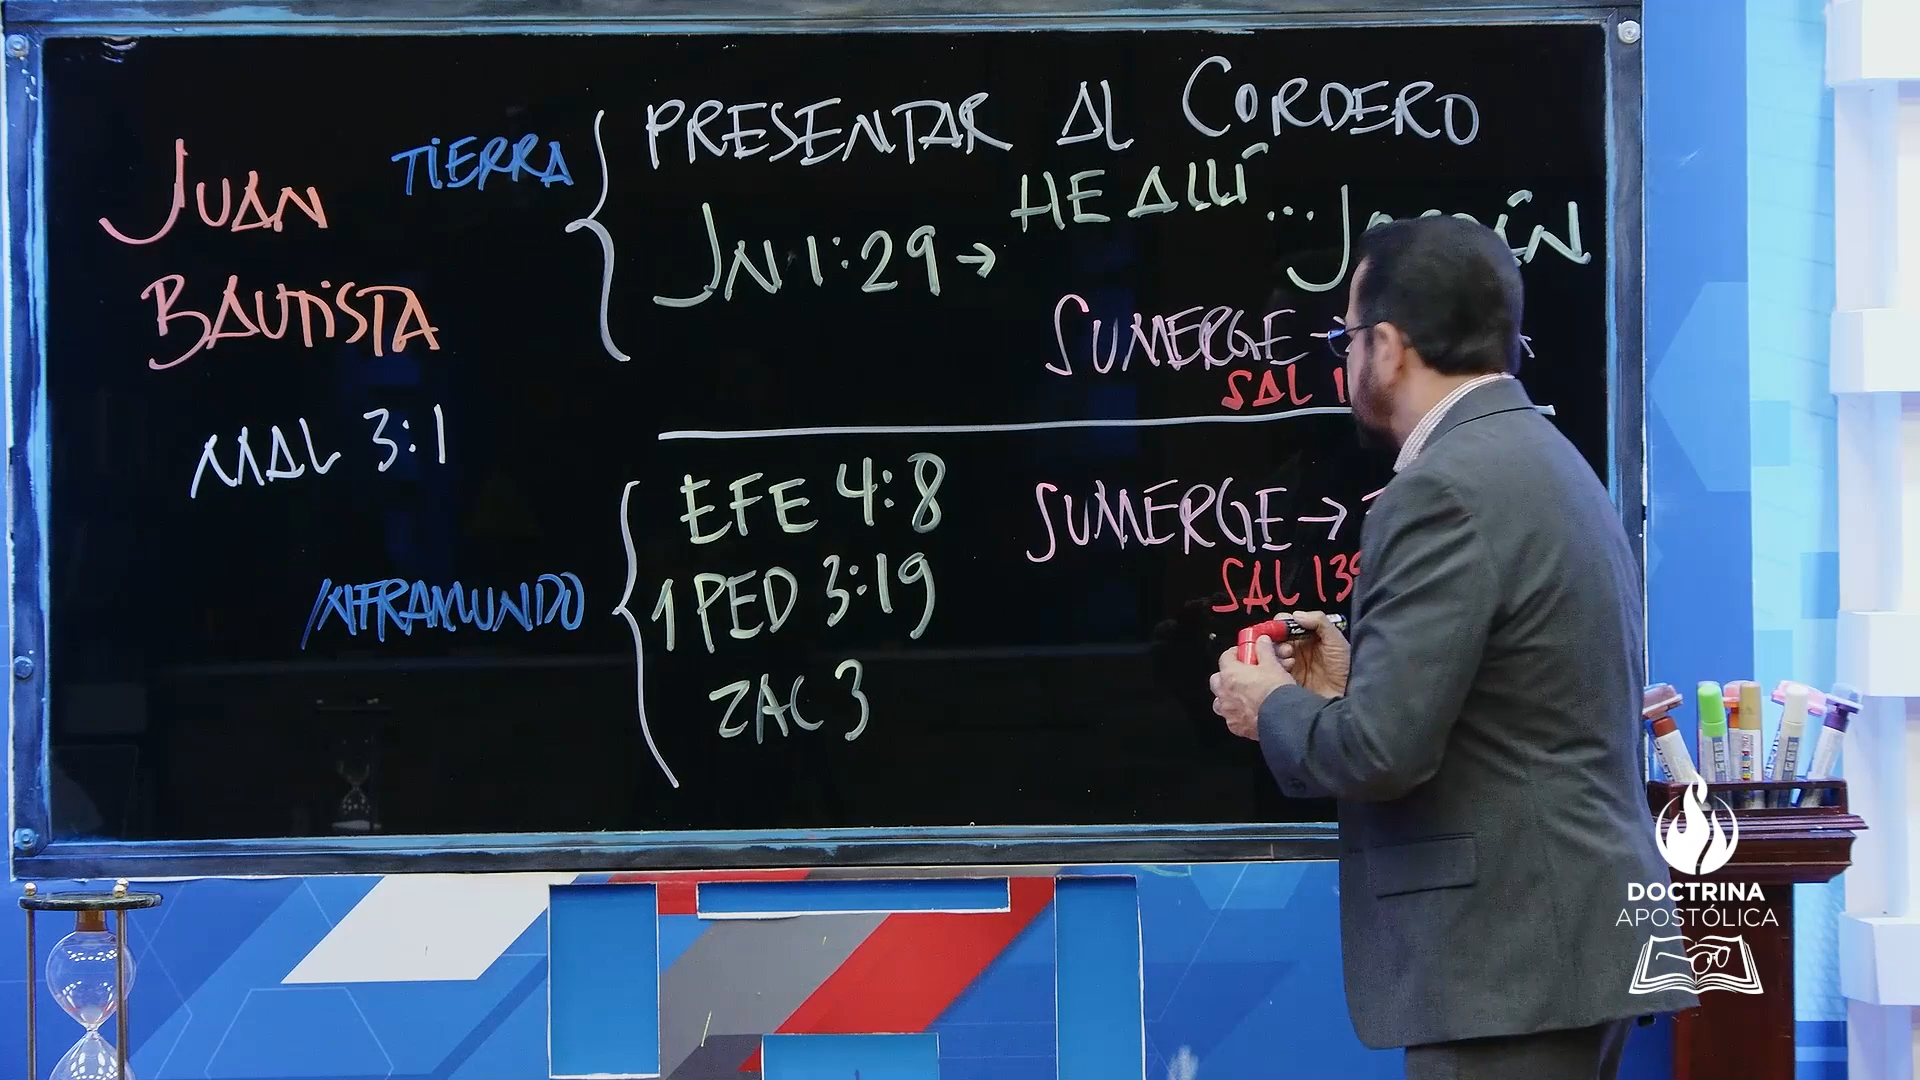 JUAN
BAUTISTA
MAL 3:1
TIERRA
PRESENTAR AL CORDERO
JN 1:29 → HE ALLÍ ...
SUMERGE →
SAL
EFE 4:8
1 PED 3:19
ZAC 3
INFRAMUNDO
SUMERGE →
SAL
DOCTRINA
APOSTÓLICA